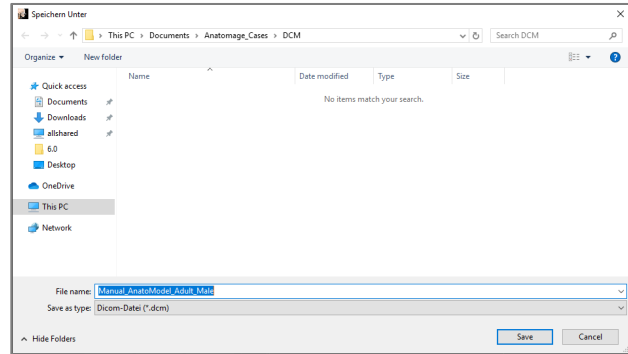 Speichern Unter
This PC > Documents > Anatomage_Cases > DCM
Search DCM
Organize
New folder
Name
Date modified
Type
Size
Quick access
No items match your search.
Documents
Downloads
allshared
6.0
Desktop
OneDrive
This PC
Network
File name: Manual_AnatoModel_Adult_Male
Save as type: Dicom-Datei (*.dcm)
Hide Folders
Save
Cancel